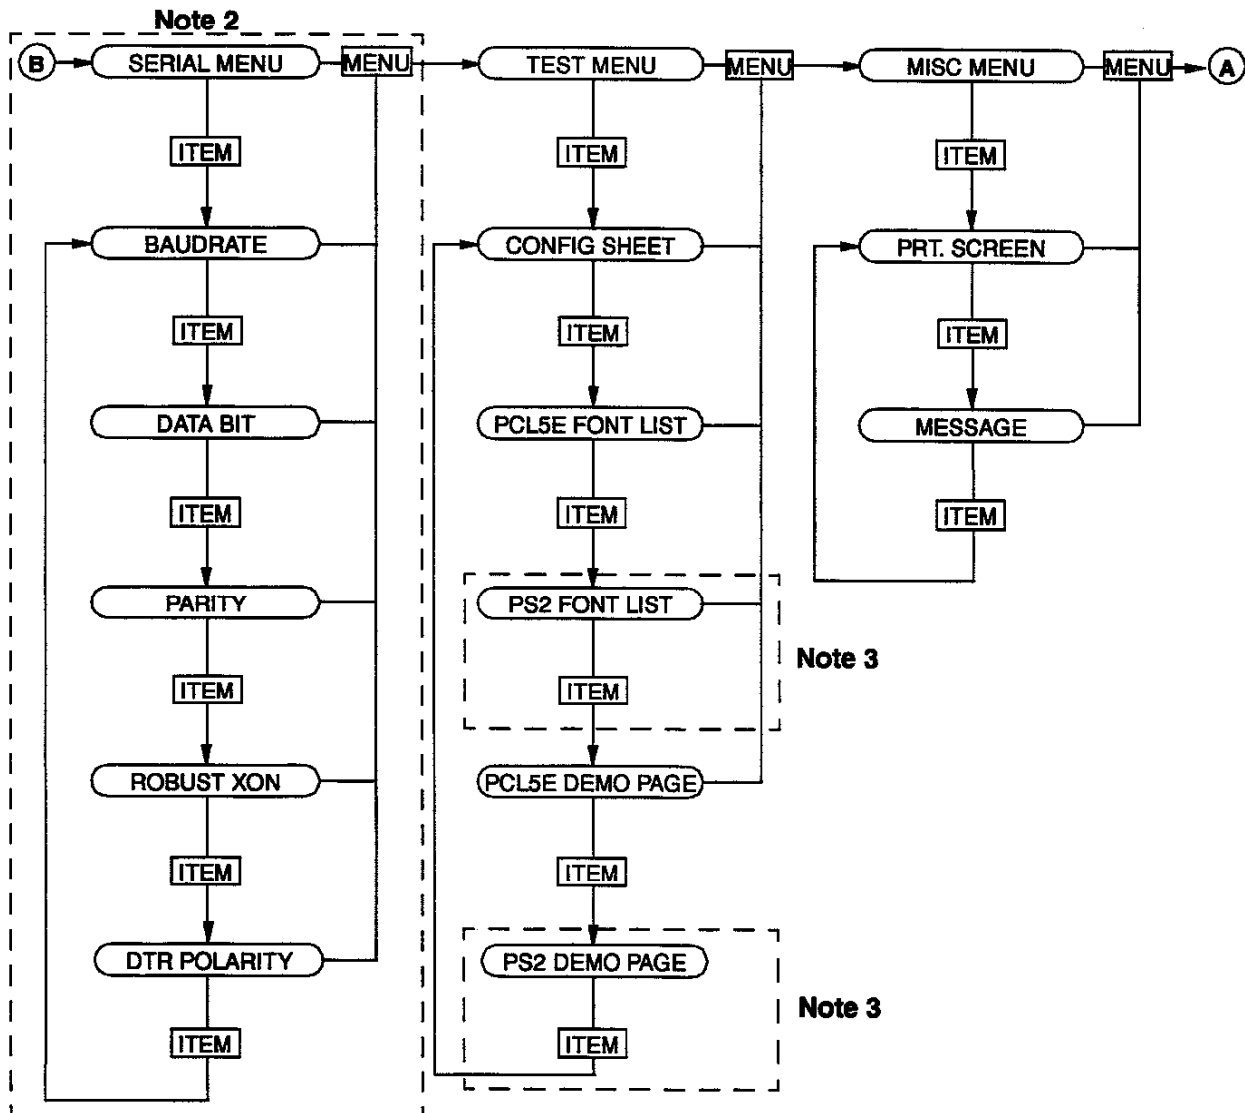 Note 2
B SERIAL MENU MENU TEST MENU MENU MISC MENU MENU A
ITEM ITEM ITEM
BAUDRATE CONFIG SHEET PRT. SCREEN
ITEM ITEM ITEM
DATA BIT PCL5E FONT LIST MESSAGE
ITEM ITEM ITEM
PARITY PS2 FONT LIST
Note 3
ITEM ITEM
ROBUST XON PCL5E DEMO PAGE
ITEM ITEM
DTR POLARITY PS2 DEMO PAGE
Note 3
ITEM ITEM